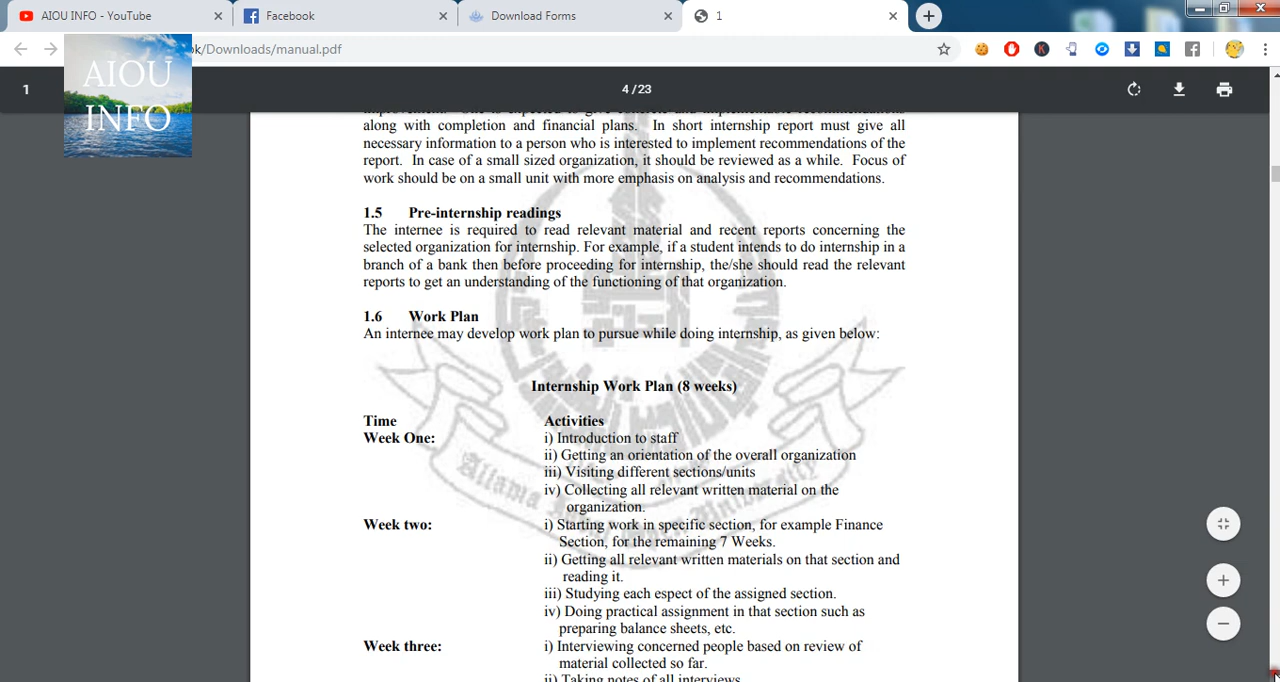 AIOU INFO - YouTube
Facebook
Download Forms
1
k/Downloads/manual.pdf
AIOU
INFO
1
4 / 23
along with completion and financial plans. In short internship report must give all
necessary information to a person who is interested to implement recommendations of the
report. In case of a small sized organization, it should be reviewed as a while. Focus of
work should be on a small unit with more emphasis on analysis and recommendations.
1.5 Pre-internship readings
The internee is required to read relevant material and recent reports concerning the
selected organization for internship. For example, if a student intends to do internship in a
branch of a bank then before proceeding for internship, the/she should read the relevant
reports to get an understanding of the functioning of that organization.
1.6 Work Plan
An internee may develop work plan to pursue while doing internship, as given below:
Internship Work Plan (8 weeks)
Time Activities
Week One: i) Introduction to staff
ii) Getting an orientation of the overall organization
iii) Visiting different sections/units
iv) Collecting all relevant written material on the
organization.
Week two: i) Starting work in specific section, for example Finance
Section, for the remaining 7 Weeks.
ii) Getting all relevant written materials on that section and
reading it.
iii) Studying each espect of the assigned section.
iv) Doing practical assignment in that section such as
preparing balance sheets, etc.
Week three: i) Interviewing concerned people based on review of
material collected so far.
ii) Taking notes of all interviews
Allama Iqbal Open University